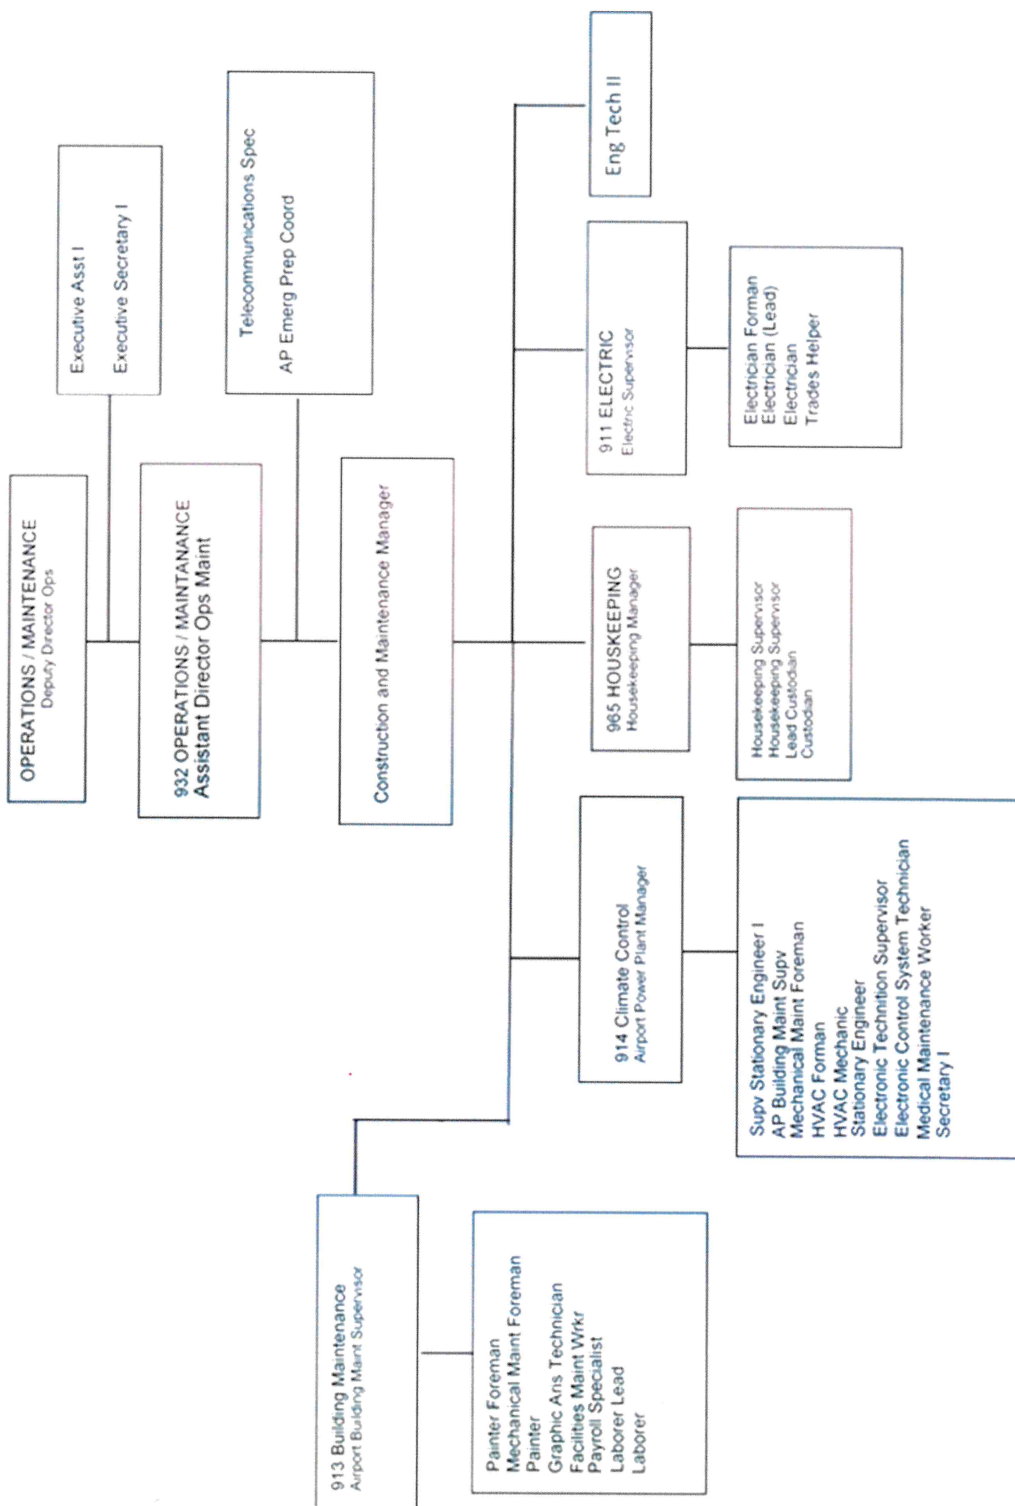 OPERATIONS / MAINTENANCE
Deputy Director Ops
Executive Asst I
Executive Secretary I
932 OPERATIONS / MAINTANANCE
Assistant Director Ops Maint
Telecommunications Spec
AP Emerg Prep Coord
Construction and Maintenance Manager
913 Building Maintenance
Airport Building Maint Supervisor
Painter Foreman
Mechanical Maint Foreman
Painter
Graphic Ans Technician
Facilities Maint Wrkr
Payroll Specialist
Laborer Lead
Laborer
914 Climate Control
Airport Power Plant Manager
Supv Stationary Engineer I
AP Building Maint Supv
Mechanical Maint Foreman
HVAC Forman
HVAC Mechanic
Stationary Engineer
Electronic Technition Supervisor
Electronic Control System Technician
Medical Maintenance Worker
Secretary I
965 HOUSKEEPING
Housekeeping Manager
Housekeeping Supervisor
Housekeeping Supervisor
Lead Custodian
Custodian
911 ELECTRIC
Electric Supervisor
Electrician Forman
Electrician (Lead)
Electrician
Trades Helper
Eng Tech II